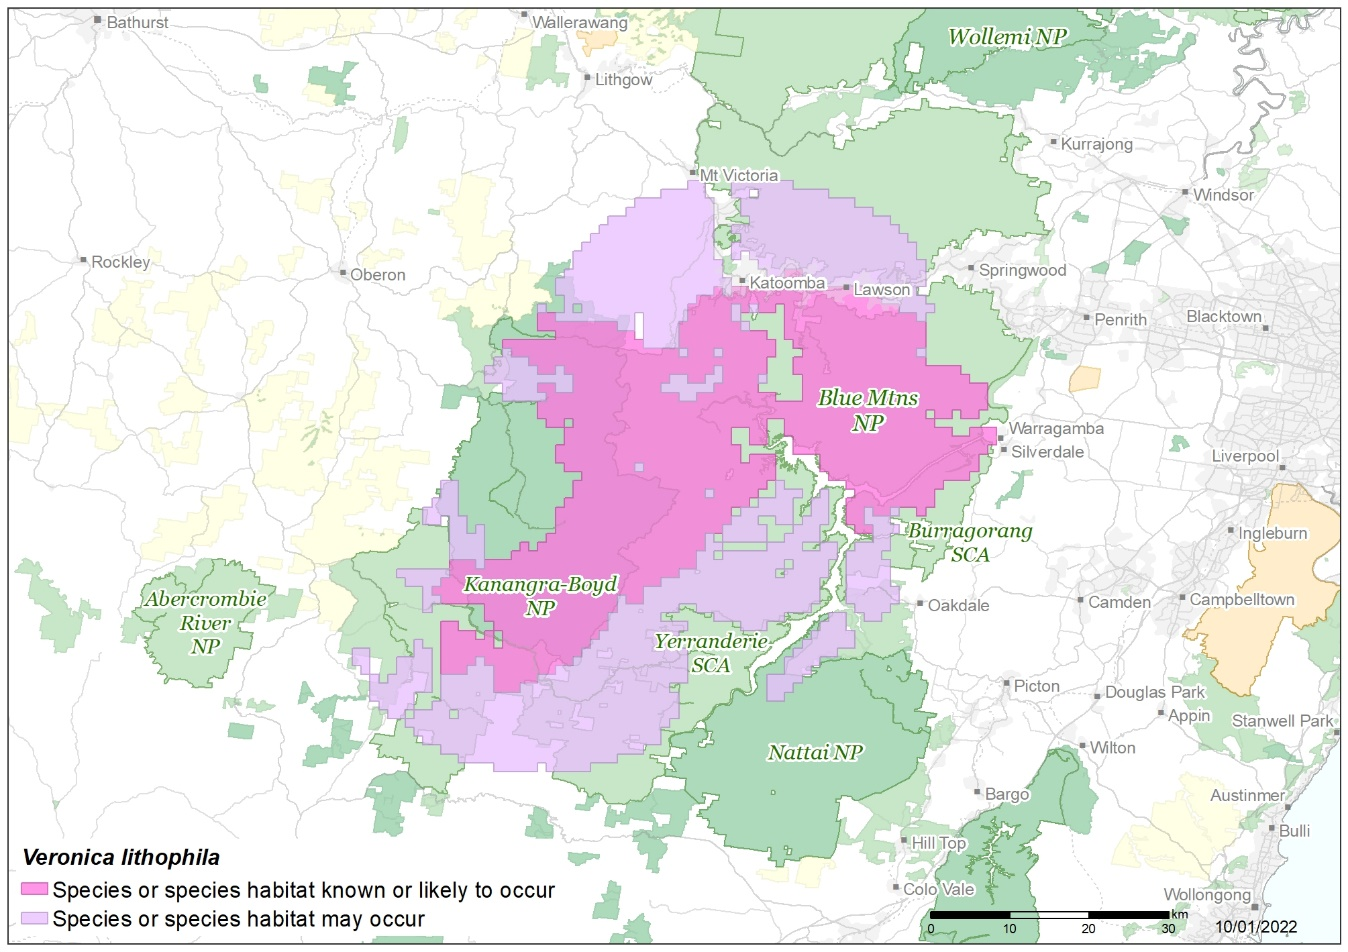 Bathurst
Wallerawang
Wollemi NP
Lithgow
Kurrajong
Mt Victoria
Windsor
Rockley
Oberon
Springwood
Katoomba
Lawson
Penrith
Blacktown
Blue Mtns
NP
Warragamba
Silverdale
Liverpool
Burragorang
SCA
Ingleburn
Kanangra-Boyd
NP
Abercrombie
River
NP
Oakdale
Camden
Campbelltown
Yerranderie
SCA
Picton
Douglas Park
Appin
Stanwell Park
Nattai NP
Wilton
Bargo
Austinmer
Bulli
Hill Top
Colo Vale
Wollongong
Veronica lithophila
Species or species habitat known or likely to occur
Species or species habitat may occur
km
0 10 20 30
10/01/2022